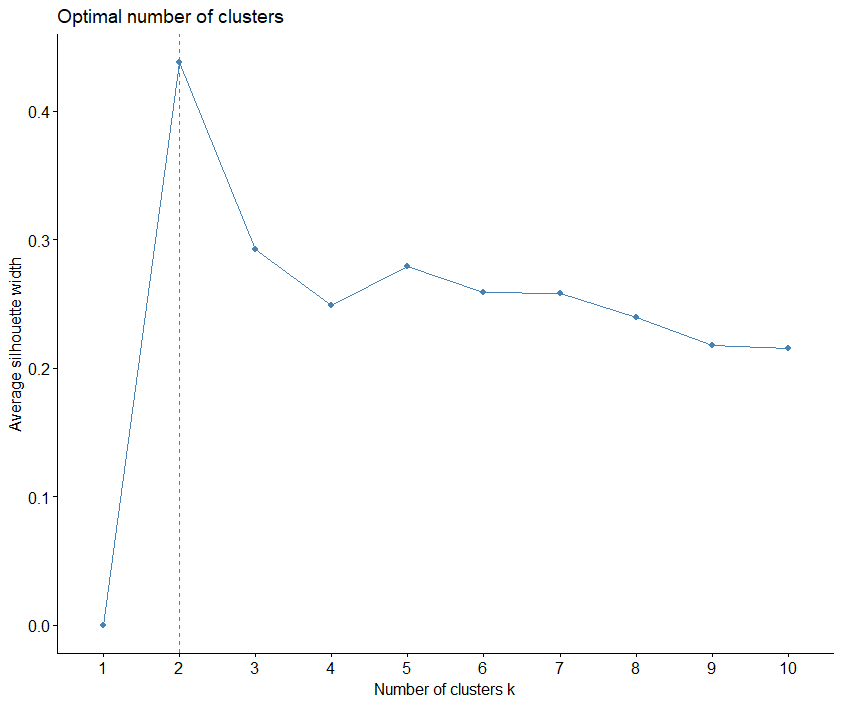 Optimal number of clusters
Average silhouette width
0.4
0.3
0.2
0.1
0.0
1 2 3 4 5 6 7 8 9 10
Number of clusters k